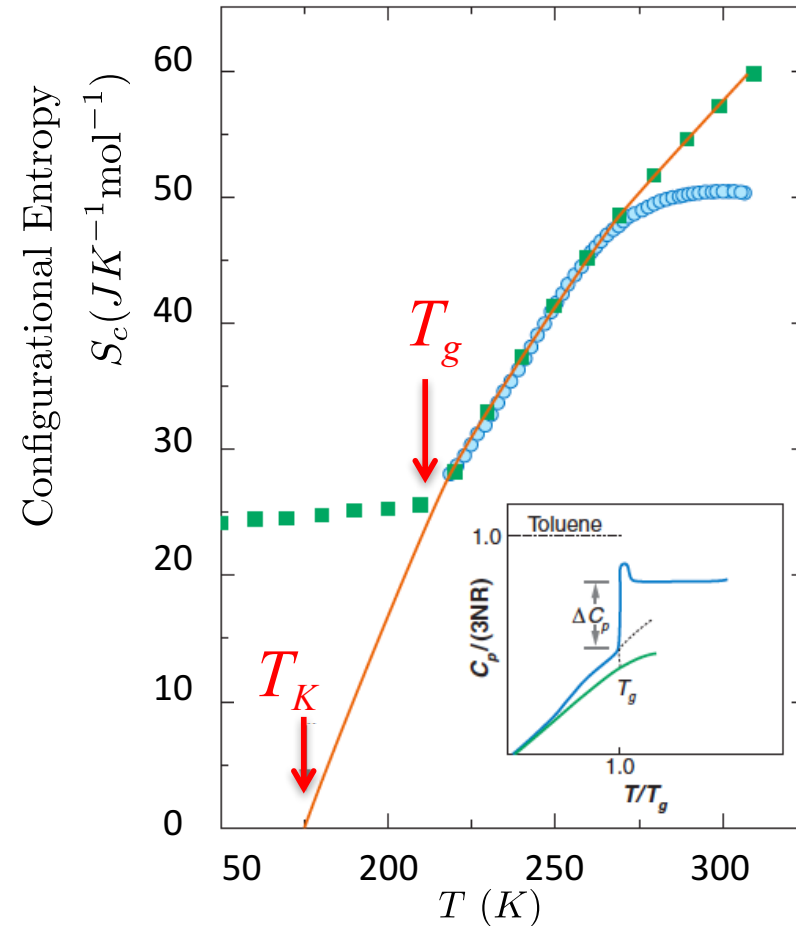 Configurational Entropy
S_c(JK^{-1}mol^{-1})
60
50
40
30
20
10
0
T_g
T_K
50
200
250
300
T (K)
Toluene
1.0
C_p/(3NR)
ΔC_p
T_g
1.0
T/T_g